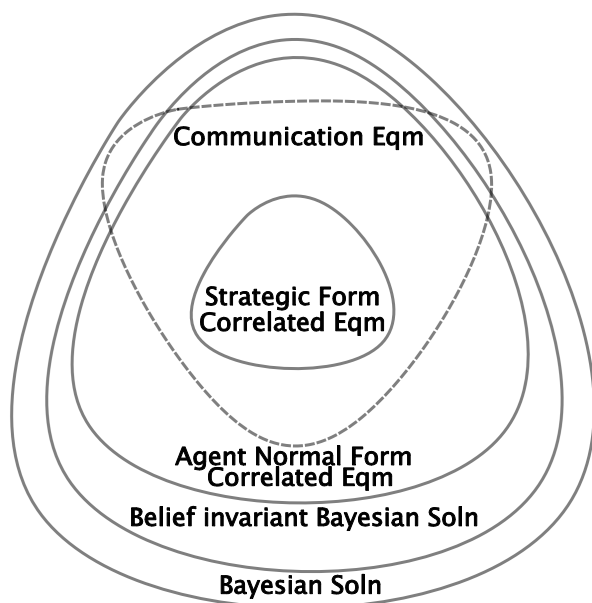 Communication Eqm
Strategic Form
Correlated Eqm
Agent Normal Form
Correlated Eqm
Belief invariant Bayesian Soln
Bayesian Soln